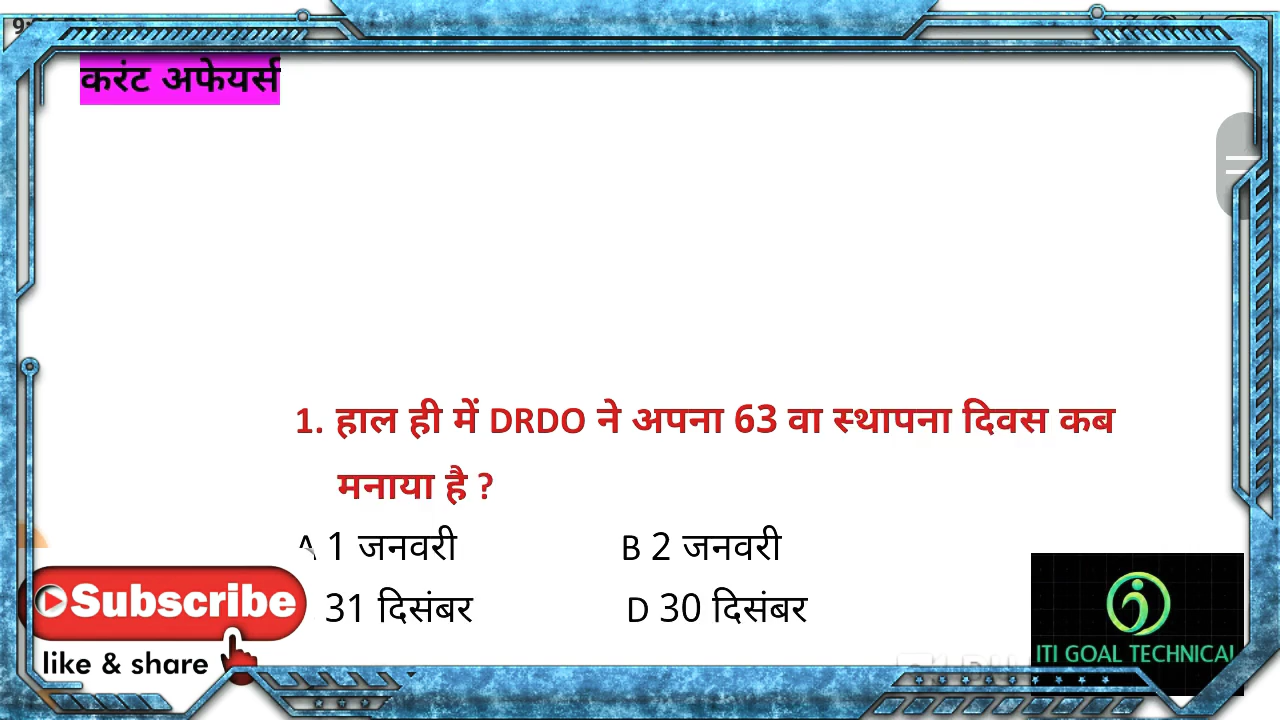 करंट अफेयर्स
1. हाल ही में DRDO ने अपना 63 वा स्थापना दिवस कब
मनाया है ?
A 1 जनवरी B 2 जनवरी
31 दिसंबर D 30 दिसंबर
Subscribe
like & share
ITI GOAL TECHNICAL